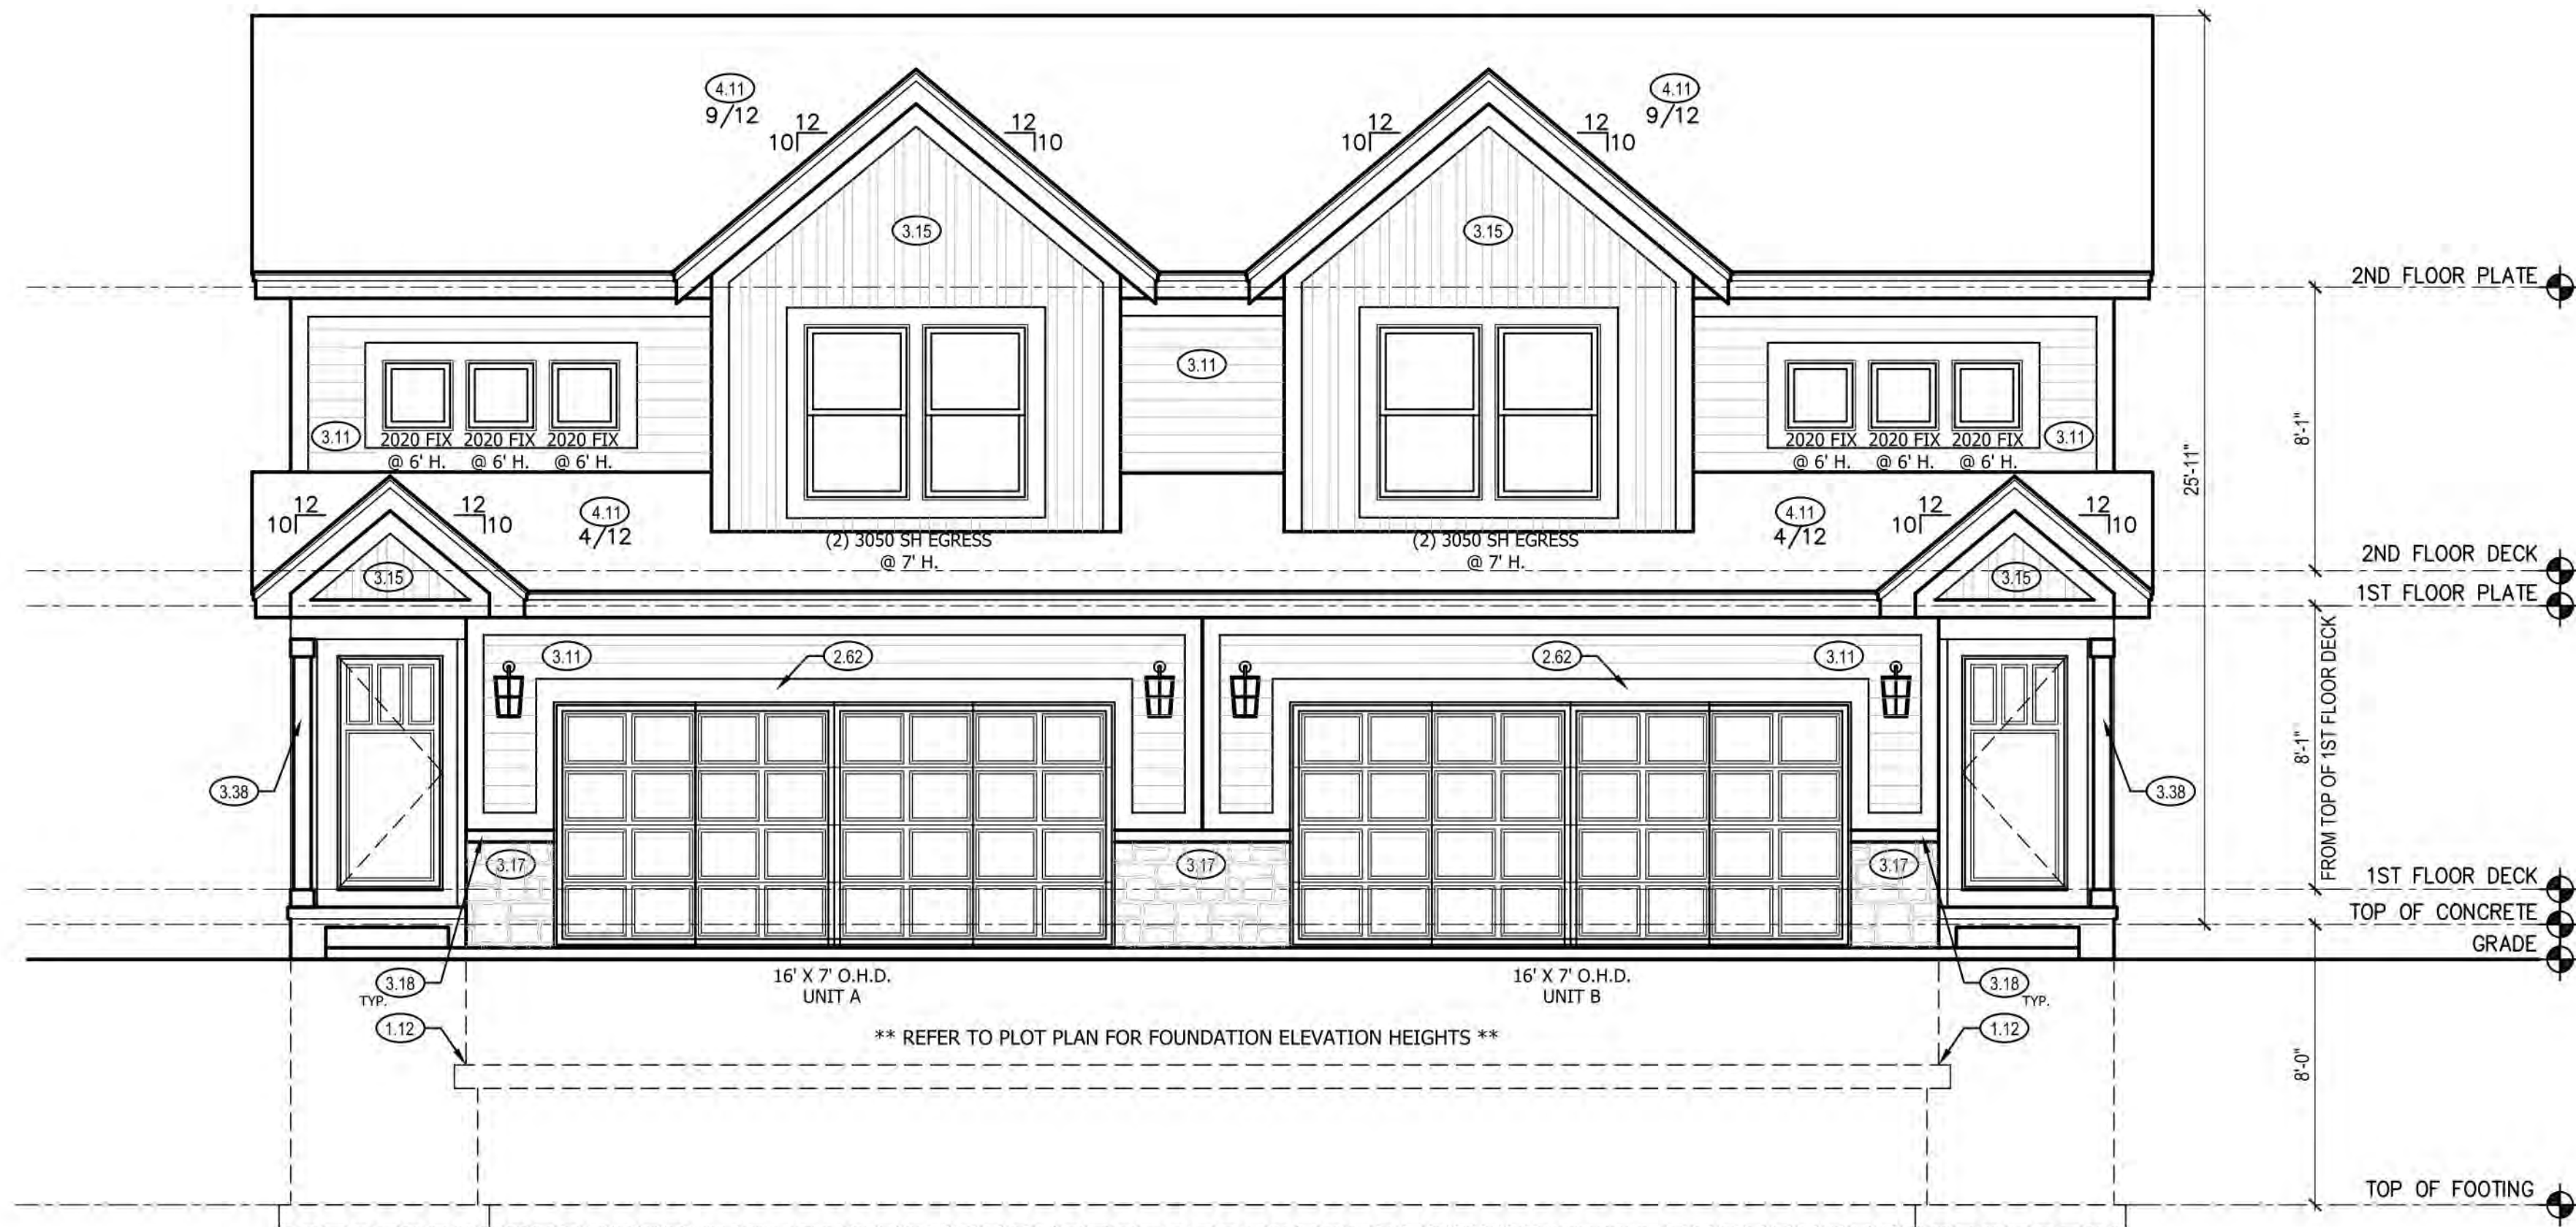 4.11
9/12
4.11
9/12
12
10
12
10
12
10
12
10
3.15
3.15
2ND FLOOR PLATE
3.11
3.11
3.11
2020 FIX 2020 FIX 2020 FIX
@ 6' H. @ 6' H. @ 6' H.
2020 FIX 2020 FIX 2020 FIX
@ 6' H. @ 6' H. @ 6' H.
8'-1"
25'-11"
12
10
12
10
4.11
4/12
4.11
4/12
12
10
12
10
(2) 3050 SH EGRESS
@ 7' H.
(2) 3050 SH EGRESS
@ 7' H.
3.15
3.15
2ND FLOOR DECK
1ST FLOOR PLATE
3.11
2.62
2.62
3.11
8'-1"
FROM TOP OF 1ST FLOOR DECK
3.38
3.38
3.17
3.17
3.17
1ST FLOOR DECK
TOP OF CONCRETE
GRADE
3.18
TYP.
16' X 7' O.H.D.
UNIT A
16' X 7' O.H.D.
UNIT B
3.18
TYP.
1.12
** REFER TO PLOT PLAN FOR FOUNDATION ELEVATION HEIGHTS **
1.12
8'-0"
TOP OF FOOTING